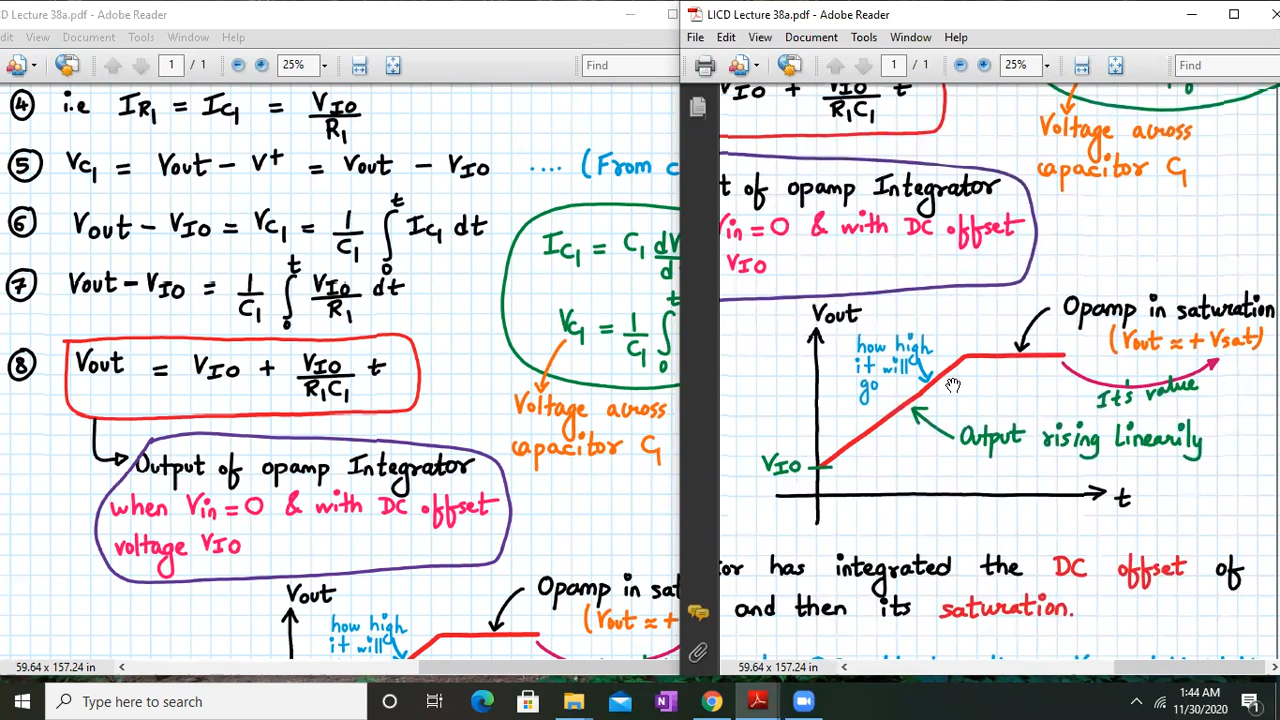 CD Lecture 38a.pdf - Adobe Reader
dit View Document Tools Window Help
1 / 1 25% Find
④ i.e IR1 = IC1 = VIO/R1
⑤ VC1 = Vout - V+ = Vout - VIO .... (From c
⑥ Vout - VIO = VC1 = 1/C1 ∫0^t IC1 dt
⑦ Vout - VIO = 1/C1 ∫0^t VIO/R1 dt
IC1 = C1 dV
VC1 = 1/C1 ∫0^t
⑧ Vout = VIO + VIO/R1C1 t
Voltage across
capacitor C1
Output of opamp Integrator
when Vin = 0 & with DC offset
voltage VIO
Vout
how high
it will
Opamp in sa
(Vout ≈ +
59.64 x 157.24 in
LICD Lecture 38a.pdf - Adobe Reader
File Edit View Document Tools Window Help
1 / 1 25% Find
VIO + VIO/R1C1 t
Voltage across
capacitor C1
t of opamp Integrator
Vin = 0 & with DC offset
VIO
Vout
how high
it will
go
Opamp in saturation
(Vout ≈ + Vsat)
It's value
Output rising Linearily
VIO
t
or has integrated the DC offset of
and then its saturation.
59.64 x 157.24 in
Type here to search
1:44 AM
11/30/2020
1